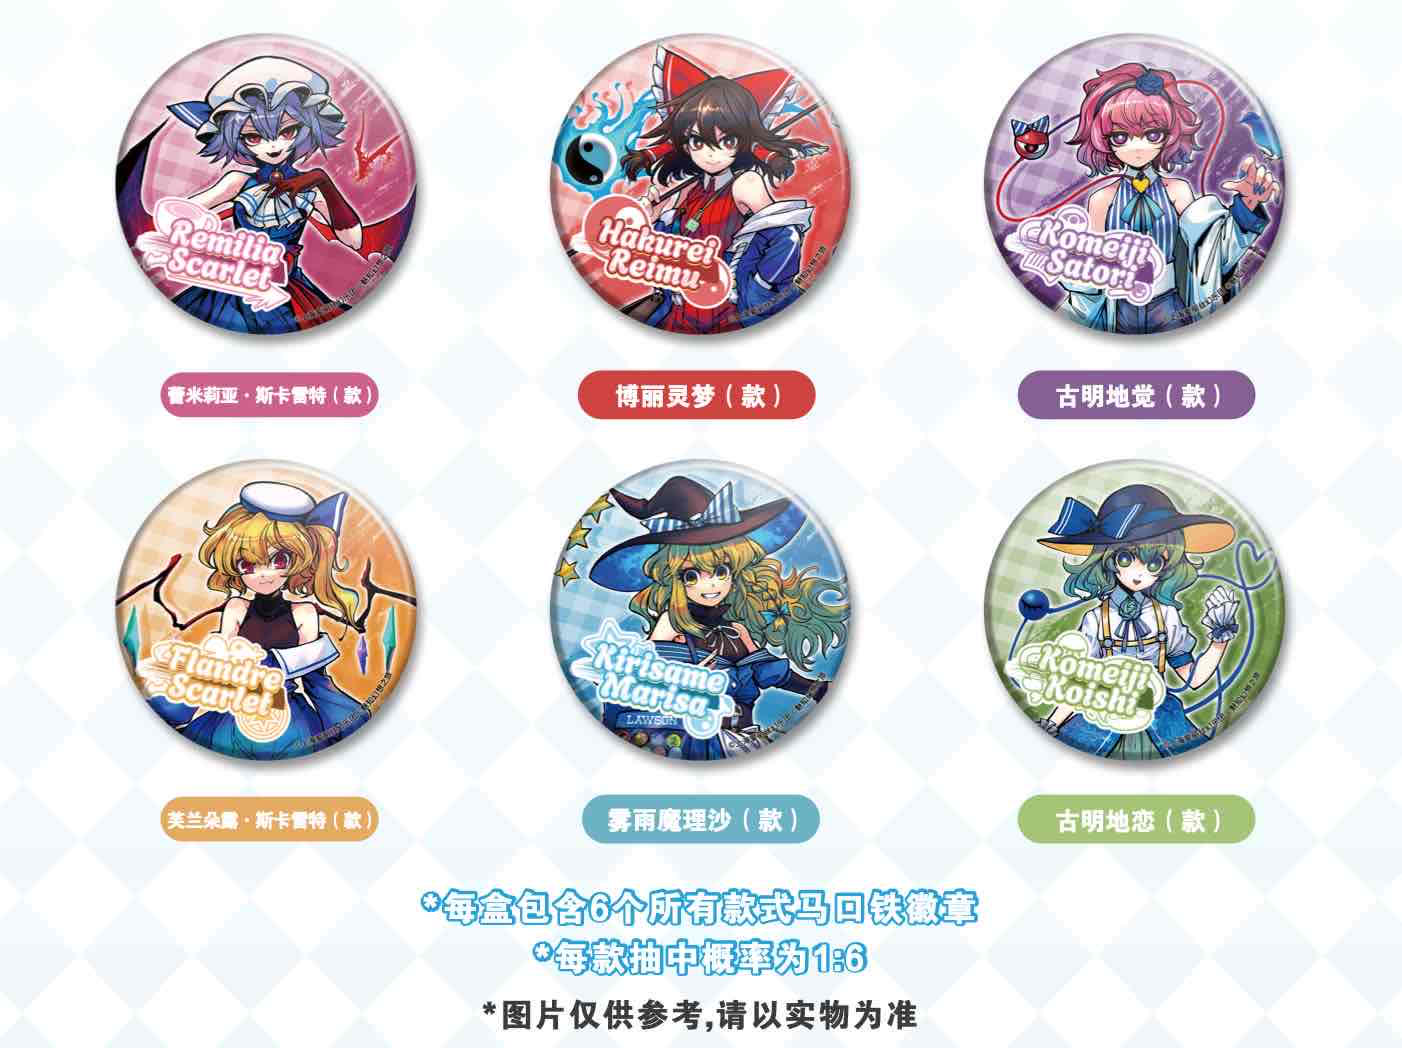 Remilia
Scarlet
Hakurei
Reimu
Komeiji
Satori
蕾米莉亚·斯卡雷特（款）
博丽灵梦（款）
古明地觉（款）
Flandre
Scarlet
Kirisame
Marisa
LAWSON
Komeiji
Koishi
芙兰朵露·斯卡雷特（款）
雾雨魔理沙（款）
古明地恋（款）
*每盒包含6个所有款式马口铁徽章
*每款抽中概率为1:6
*图片仅供参考,请以实物为准